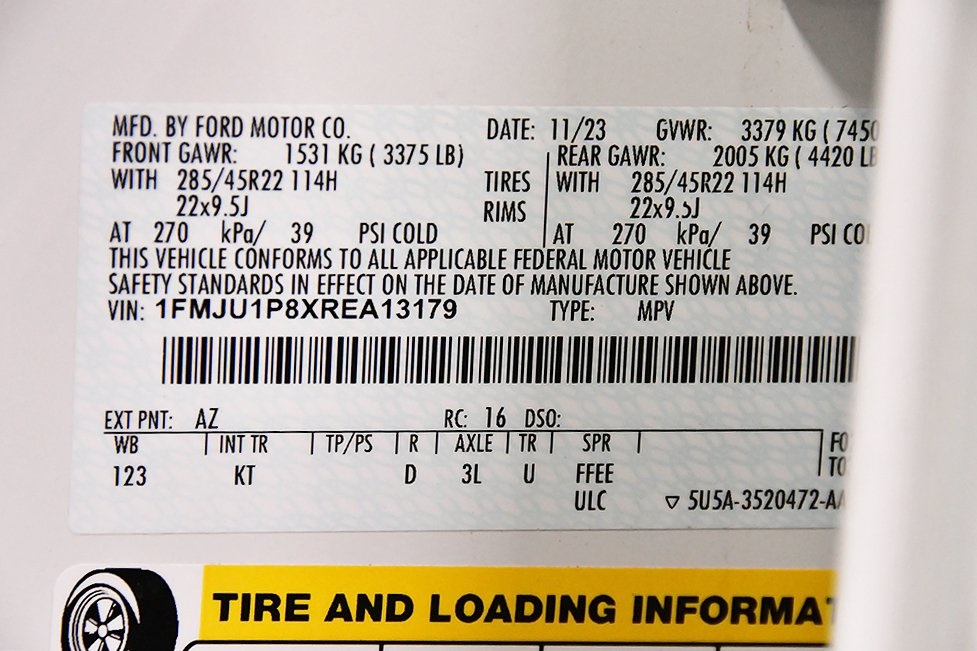 MFD. BY FORD MOTOR CO. DATE: 11/23 GVWR: 3379 KG ( 7450
FRONT GAWR: 1531 KG ( 3375 LB) REAR GAWR: 2005 KG ( 4420 LB
WITH 285/45R22 114H TIRES WITH 285/45R22 114H
22x9.5J RIMS 22x9.5J
AT 270 kPa/ 39 PSI COLD AT 270 kPa/ 39 PSI CO
THIS VEHICLE CONFORMS TO ALL APPLICABLE FEDERAL MOTOR VEHICLE
SAFETY STANDARDS IN EFFECT ON THE DATE OF MANUFACTURE SHOWN ABOVE.
VIN: 1FMJU1P8XREA13179 TYPE: MPV
EXT PNT: AZ RC: 16 DSO:
WB INT TR TP/PS R AXLE TR SPR FO
123 KT D 3L U FFEE TO
ULC ▽ 5U5A-3520472-A
TIRE AND LOADING INFORMA